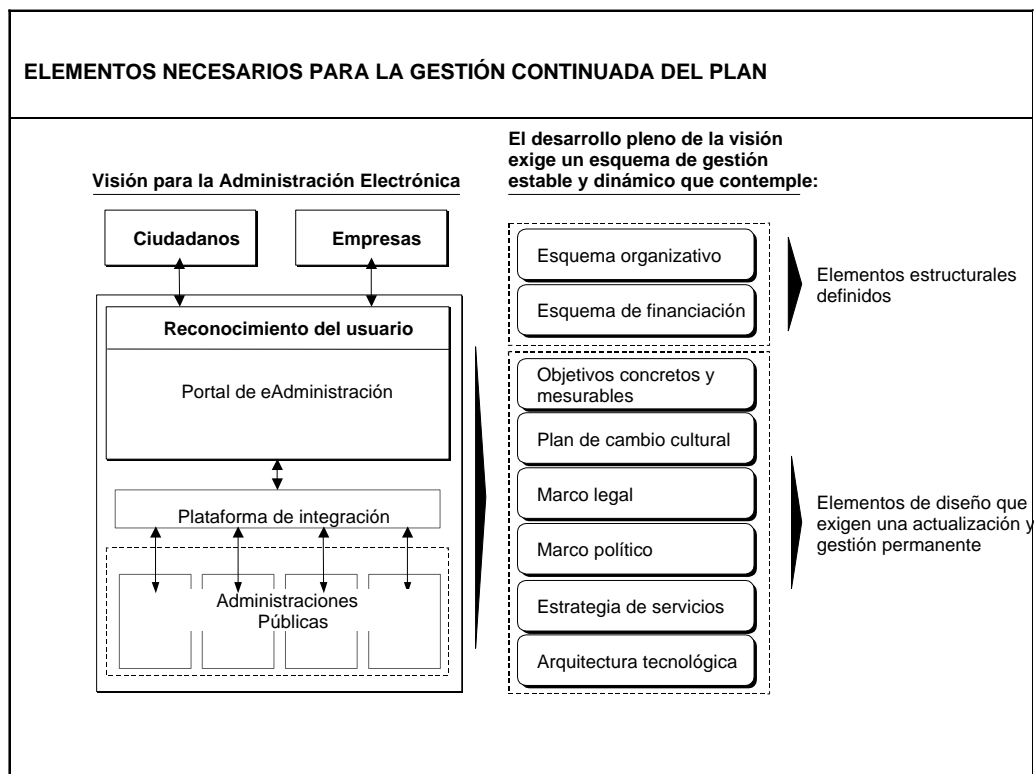 ELEMENTOS NECESARIOS PARA LA GESTIÓN CONTINUADA DEL PLAN
Visión para la Administración Electrónica
Ciudadanos
Empresas
Reconocimiento del usuario
Portal de eAdministración
Plataforma de integración
Administraciones
Públicas
El desarrollo pleno de la visión
exige un esquema de gestión
estable y dinámico que contemple:
Esquema organizativo
Esquema de financiación
Elementos estructurales
definidos
Objetivos concretos y
mesurables
Plan de cambio cultural
Marco legal
Marco político
Estrategia de servicios
Arquitectura tecnológica
Elementos de diseño que
exigen una actualización y
gestión permanente